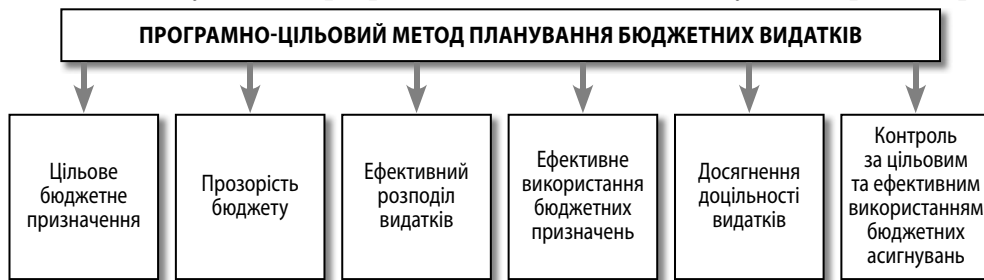 ПРОГРАМНО-ЦІЛЬОВИЙ МЕТОД ПЛАНУВАННЯ БЮДЖЕТНИХ ВИДАТКІВ
Цільове
бюджетне
призначення
Прозорість
бюджету
Ефективний
розподіл
видатків
Ефективне
використання
бюджетних
призначень
Досягнення
доцільності
видатків
Контроль
за цільовим
та ефективним
використанням
бюджетних
асигнувань